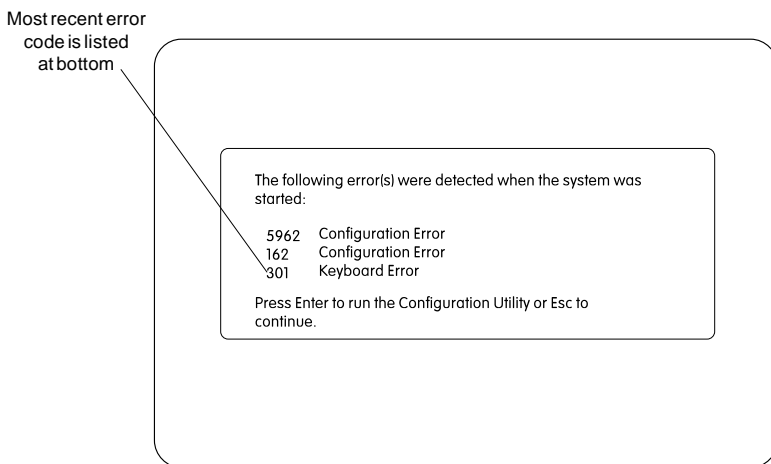 Most recent error
code is listed
at bottom
The following error(s) were detected when the system was
started:
5962 Configuration Error
162 Configuration Error
301 Keyboard Error
Press Enter to run the Configuration Utility or Esc to
continue.